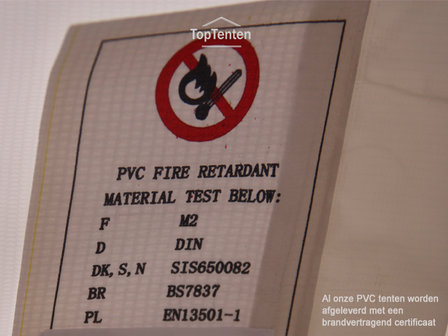 TopTenten
PVC FIRE RETARDANT
MATERIAL TEST BELOW:
F M2
D DIN
DK, S, N SIS650082
BR BS7837
PL EN13501-1
Al onze PVC tenten worden
afgeleverd met een
brandvertragend certificaat